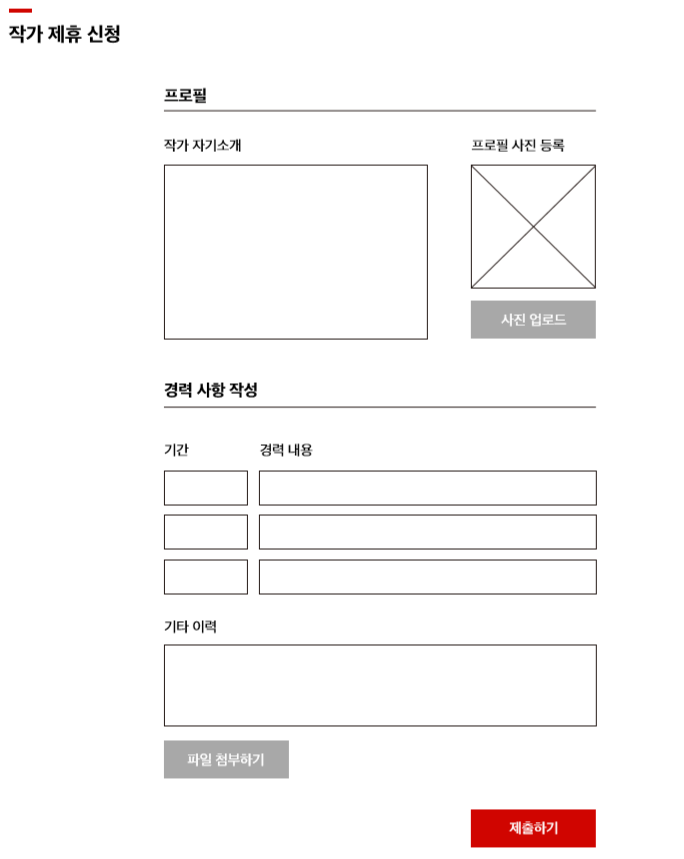 작가 제휴 신청
프로필
작가 자기소개
프로필 사진 등록
사진 업로드
경력 사항 작성
기간
경력 내용
기타 이력
파일 첨부하기
제출하기